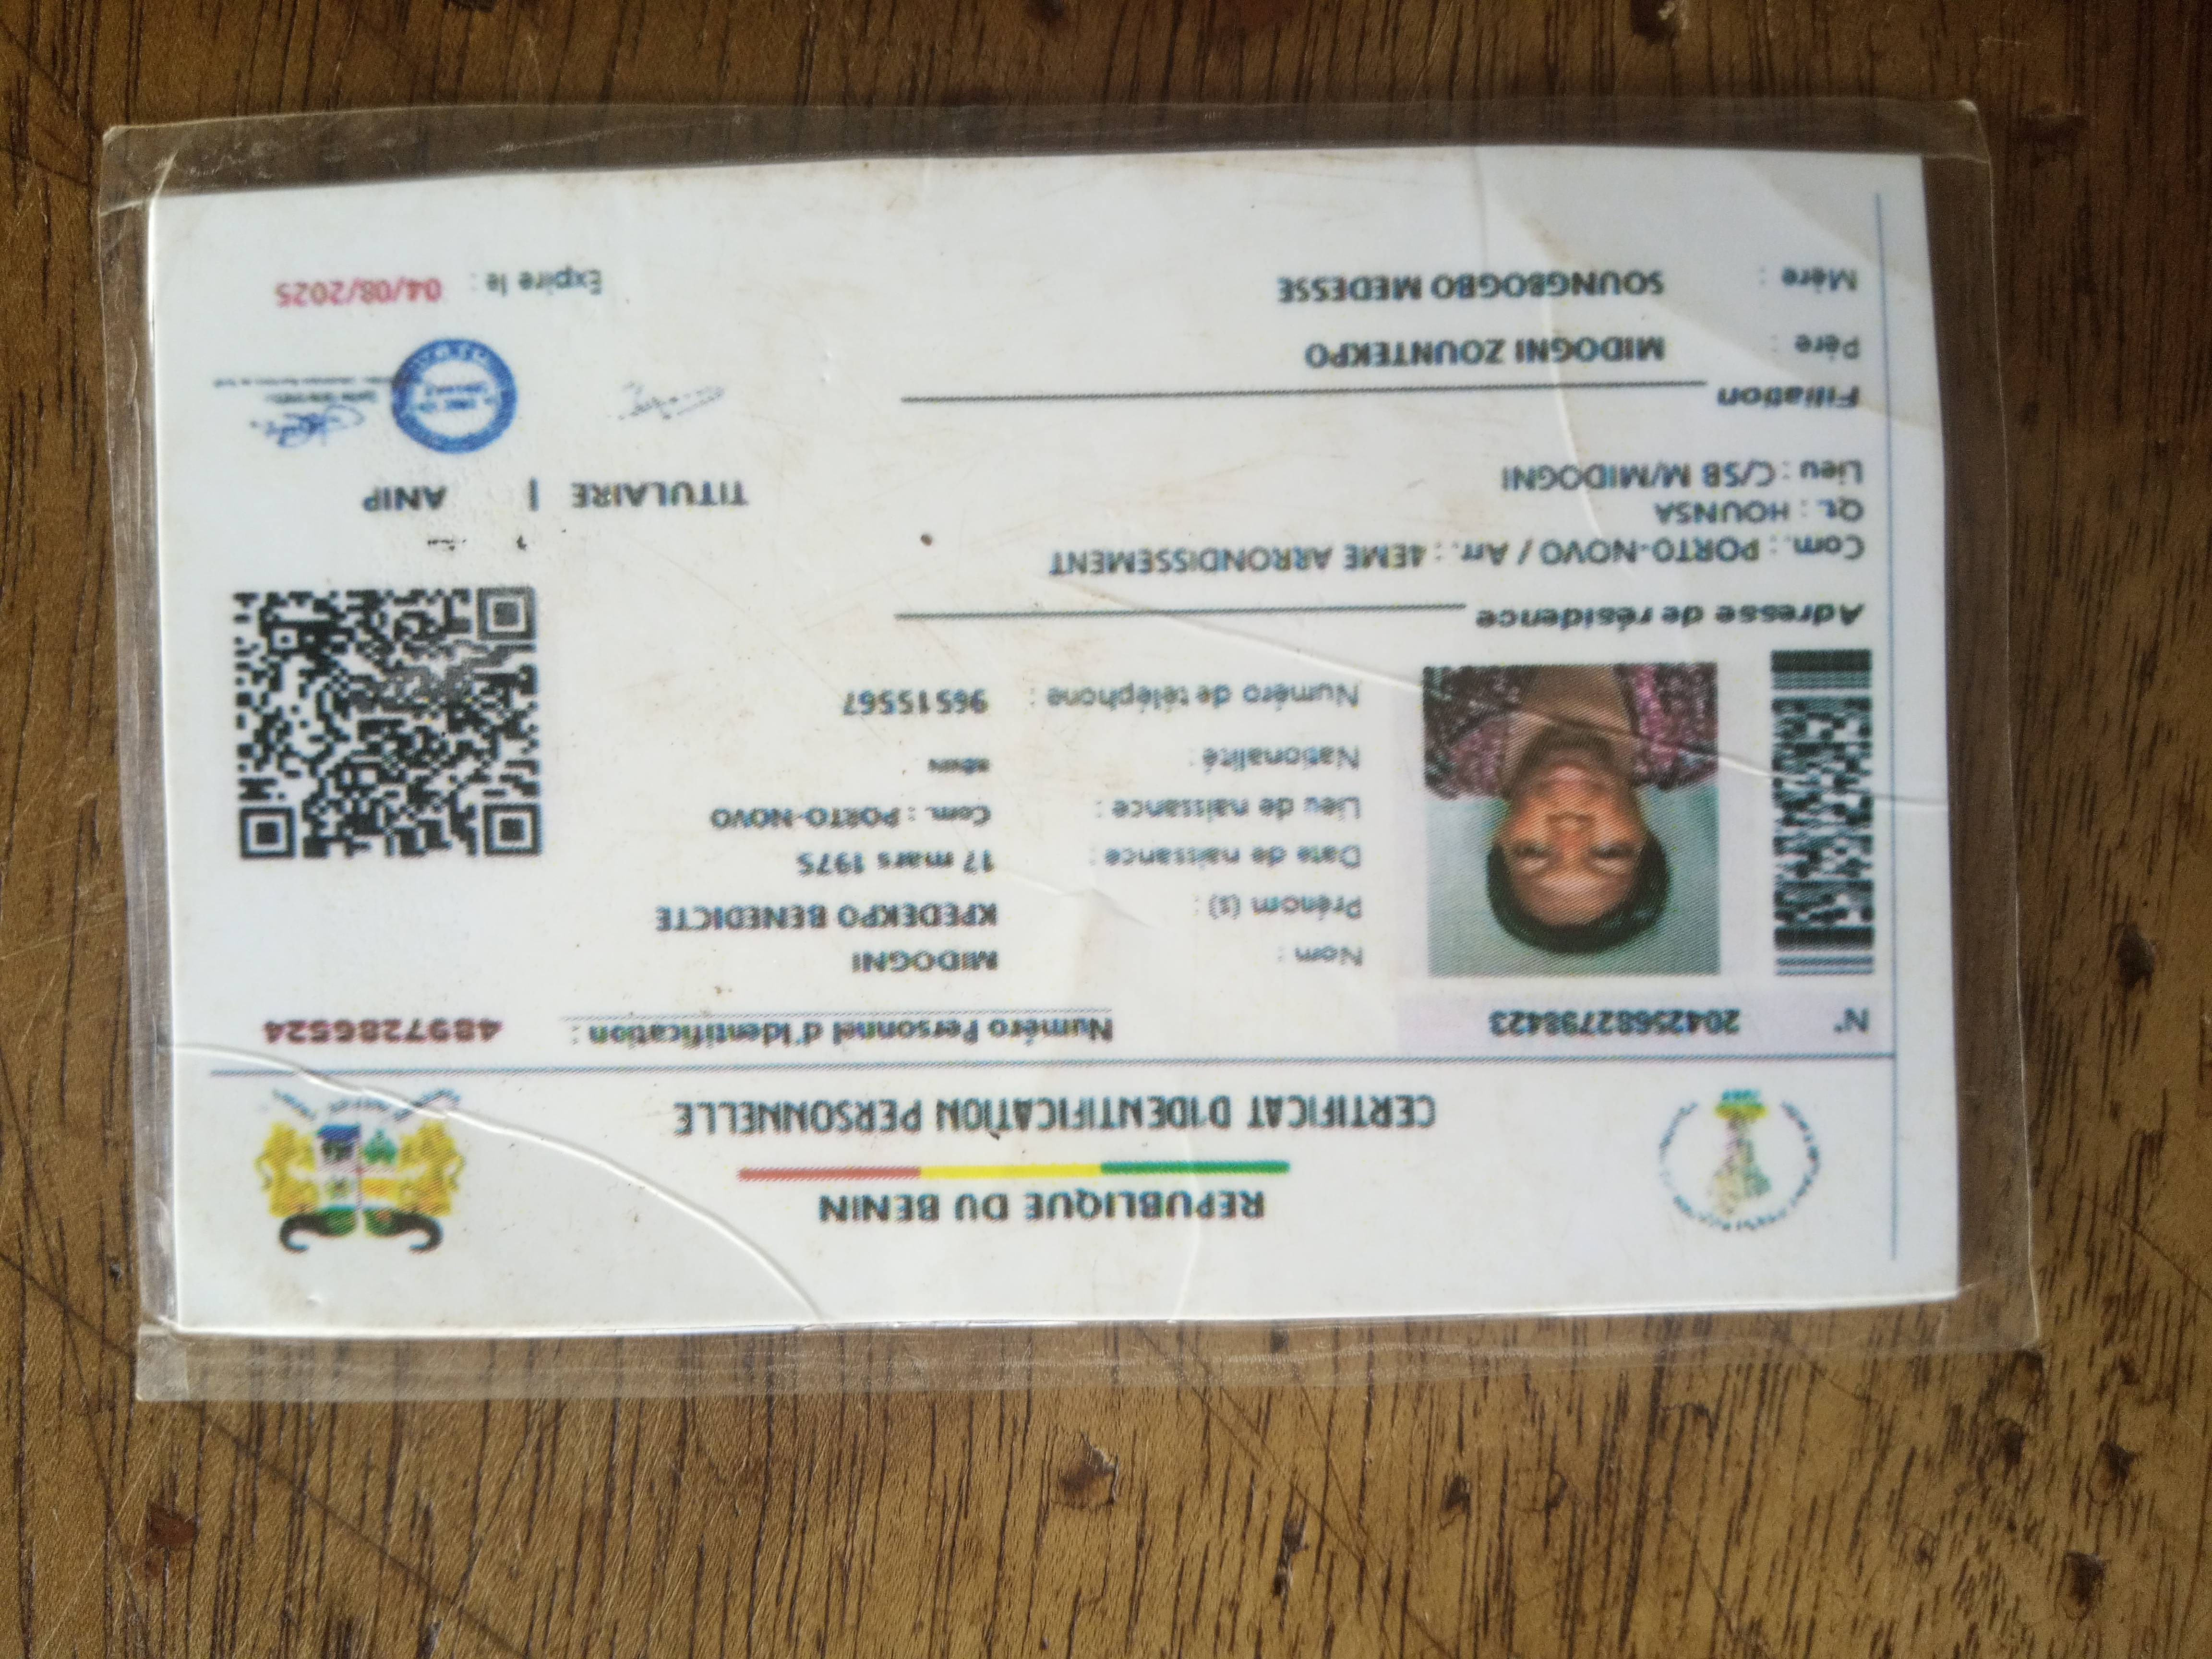 REPUBLIQUE DU BENIN
CERTIFICAT D'IDENTIFICATION PERSONNELLE
N° 20425682798423
Numéro Personnel d'Identification : 4897286524
Nom : MIDOGNI
Prénom (s) : KPEDEKPO BENEDICTE
Date de naissance : 17 mars 1975
Lieu de naissance : Com. : PORTO-NOVO
Nationalité : BENIN
Numéro de téléphone : 96515567
Adresse de résidence
Com. : PORTO-NOVO / Arr. : 4EME ARRONDISSEMENT
Qt. : HOUNSA
Lieu : C/SB M/MIDOGNI
TITULAIRE | ANIP
Filiation
Père : MIDOGNI ZOUNTEKPO
Mère : SOUNGBOGBO MEDESSE
Expire le : 04/08/2025